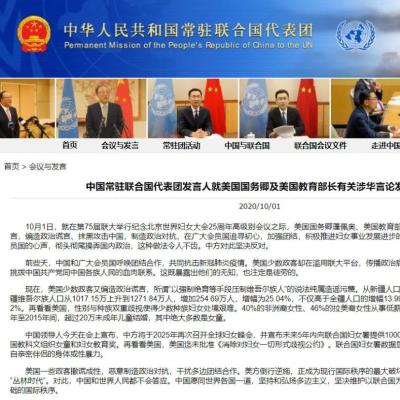 中华人民共和国常驻联合国代表团
Permanent Mission of the People's Republic of China to the UN
首页 会议与发言 常驻团活动 中国与联合国 联合国会议文件 走进中国
首页 > 会议与发言
中国常驻联合国代表团发言人就美国国务卿及美国教育部长有关涉华言论发
2020/10/01
10月1日，就在第75届联大举行纪念北京世界妇女大会25周年高级别会议之际，美国国务卿蓬佩奥、美国教育部
言，编造政治谎言，抹黑攻击中国，制造政治对抗，在广大会员国追寻初心，加强团结，积极推进妇女事业发展进步的
员国的心声，彻头彻尾操弄国内政治，这种做法令人不齿。中方对此坚决反对。
前些天，中国和广大会员国呼唤团结合作，共同抗击新冠肺炎疫情。美国少数政客却在滥用联大平台，传播政治病
挑拨中国共产党同中国各族人民的血肉联系。这既暴露出他们的无知，也注定是徒劳的。
现在，美国少数政客又编造政治谎言，所谓"以强制绝育等手段压制维吾尔族人"的说法纯属造谣污蔑。从新疆人口
疆维吾尔族人口从1017.15万上升到1271.84万，增加254.69万人，增幅为25.04%，不仅高于全疆人口的增幅13.99
2%。再看看美国，性别与种族双重歧视使得少数种族妇女处境艰难。40%的非洲裔女性、46%的拉美裔女性从事低薪
年至2015年间，超过20万未成年儿童结婚，其中绝大多数是女童。
中国领导人今天在会上宣布，中方将于2025年再次召开全球妇女峰会，并宣布未来5年内向联合国妇女署提供1000
国教科文组织女童和妇女教育奖。再看看美国，美国迄未批准《消除对妇女一切形式歧视公约》。联合国妇女署数据显
自亲密伴侣的身体或性暴力。
美国一些政客撒谎成性，恶意制造政治对抗，干扰多边团结合作。美方倒行逆施，正成为现行国际秩序的最大破坏
"丛林时代"。对此，中国和世界人民都不会答应。中国愿同世界各国一道，坚持和弘扬多边主义，坚决维护以联合国为
础的国际秩序。